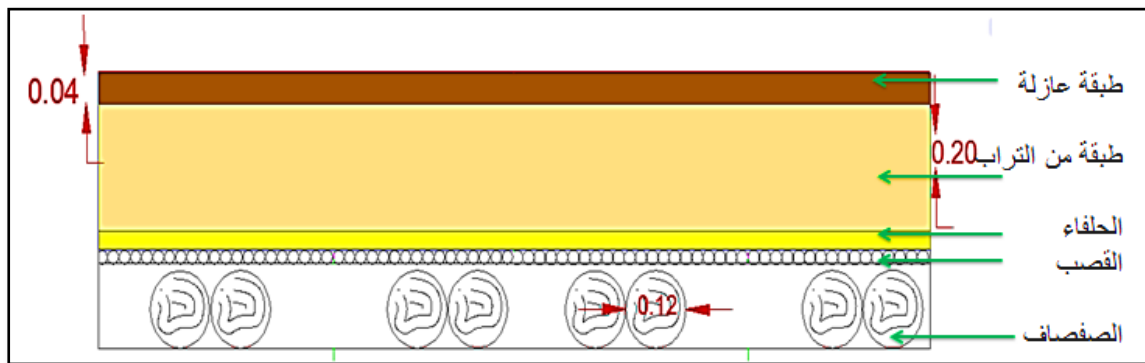 طبقة عازلة
0.04
طبقة من التراب
0.20
الحلفاء
القصب
0.12
الصفصاف